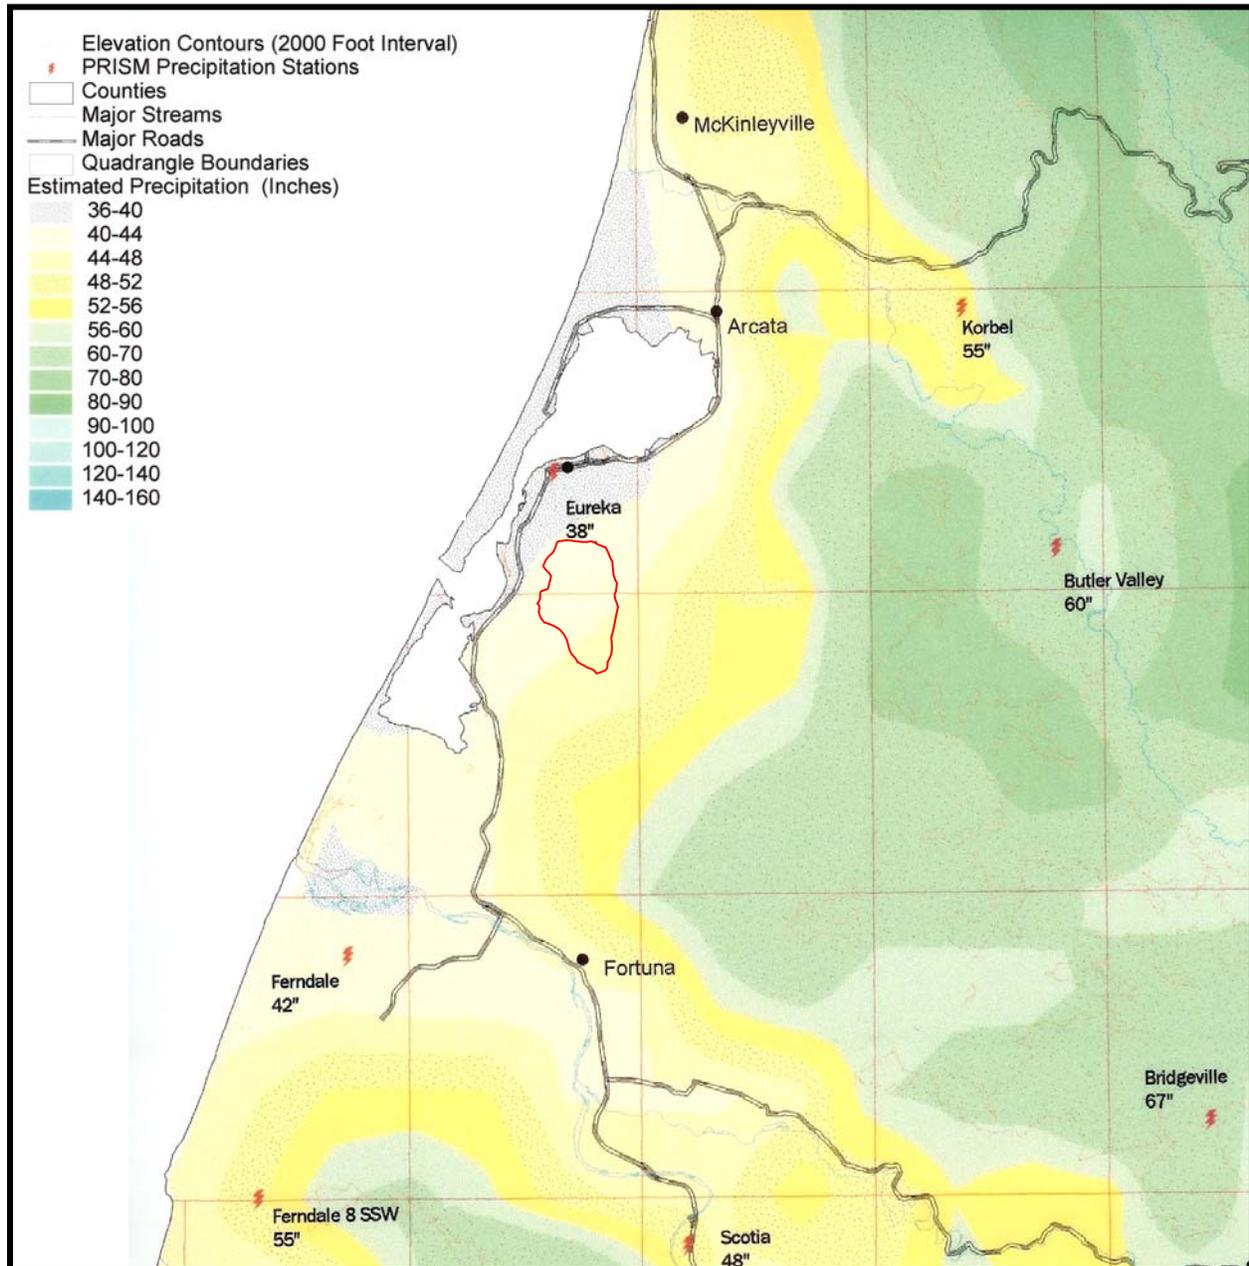 Elevation Contours (2000 Foot Interval)
PRISM Precipitation Stations
Counties
Major Streams
Major Roads
Quadrangle Boundaries
Estimated Precipitation (Inches)
36-40
40-44
44-48
48-52
52-56
56-60
60-70
70-80
80-90
90-100
100-120
120-140
140-160
McKinleyville
Arcata
Korbel
55"
Eureka
38"
Butler Valley
60"
Ferndale
42"
Fortuna
Bridgeville
67"
Ferndale 8 SSW
55"
Scotia
48"